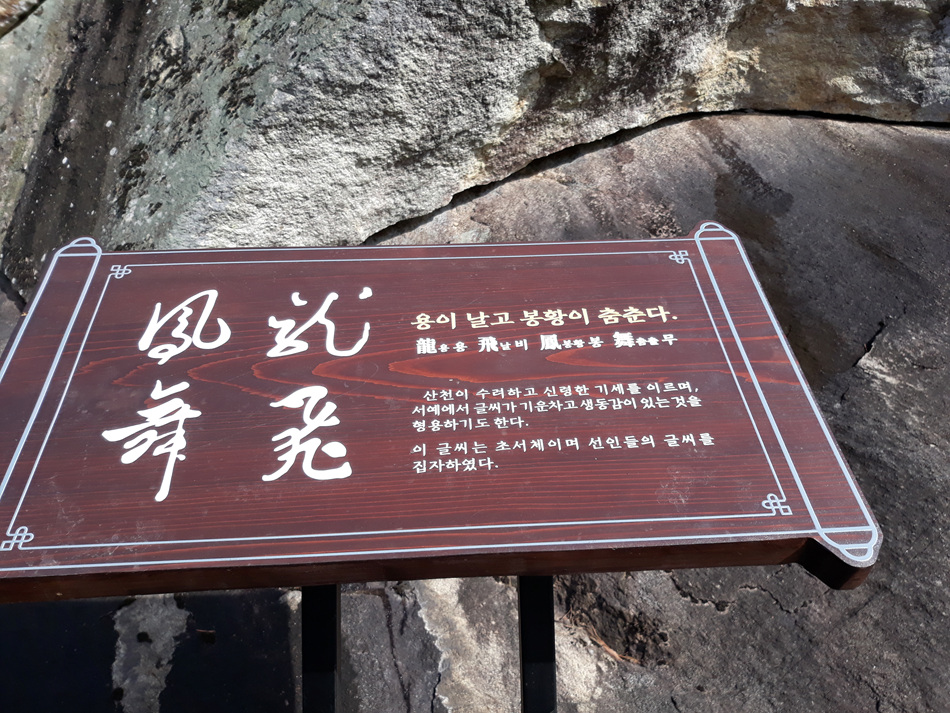 龍飛
鳳舞
용이 날고 봉황이 춤춘다.
龍용 용 飛날 비 鳳봉황 봉 舞춤출 무
산천이 수려하고 신령한 기세를 이르며,
서예에서 글씨가 기운차고 생동감이 있는것을
형용하기도 한다.
이 글씨는 초서체이며 선인들의 글씨를
집자하였다.